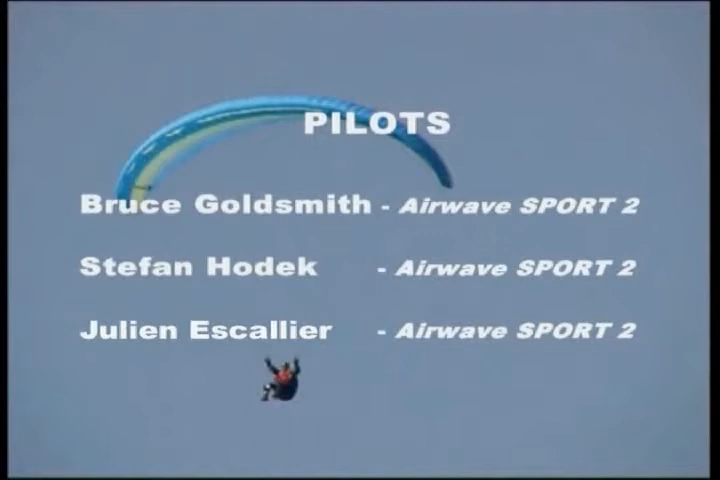 PILOTS
Bruce Goldsmith - Airwave SPORT 2
Stefan Hodek - Airwave SPORT 2
Julien Escallier - Airwave SPORT 2